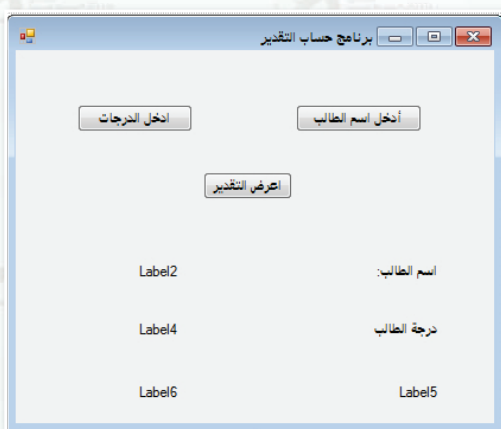 برنامج حساب التقدير
أدخل اسم الطالب
ادخل الدرجات
اعرض التقدير
اسم الطالب:
Label2
درجة الطالب
Label4
Label5
Label6